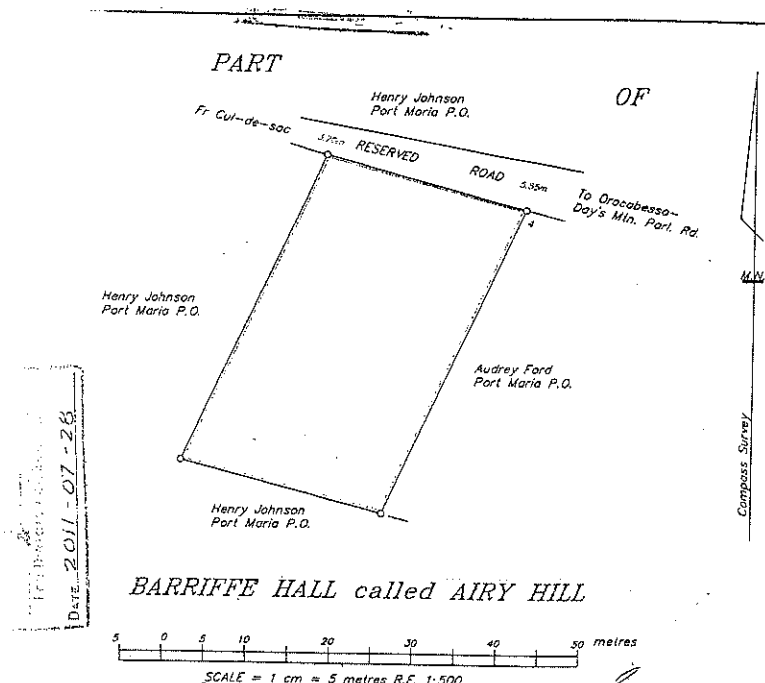 PART
OF
Henry Johnson
Port Maria P.O.
Fr Cul-de-sac
RESERVED
ROAD
5.35m
To Oracabessa-
Day's Mtn. Parl. Rd.
4
M.N.
Henry Johnson
Port Maria P.O.
Audrey Ford
Port Maria P.O.
Compass Survey
DATE 2011-07-28
Henry Johnson
Port Maria P.O.
BARRIFFE HALL called AIRY HILL
5 0 5 10 20 30 40 50 metres
SCALE = 1 cm = 5 metres R.F. 1:500